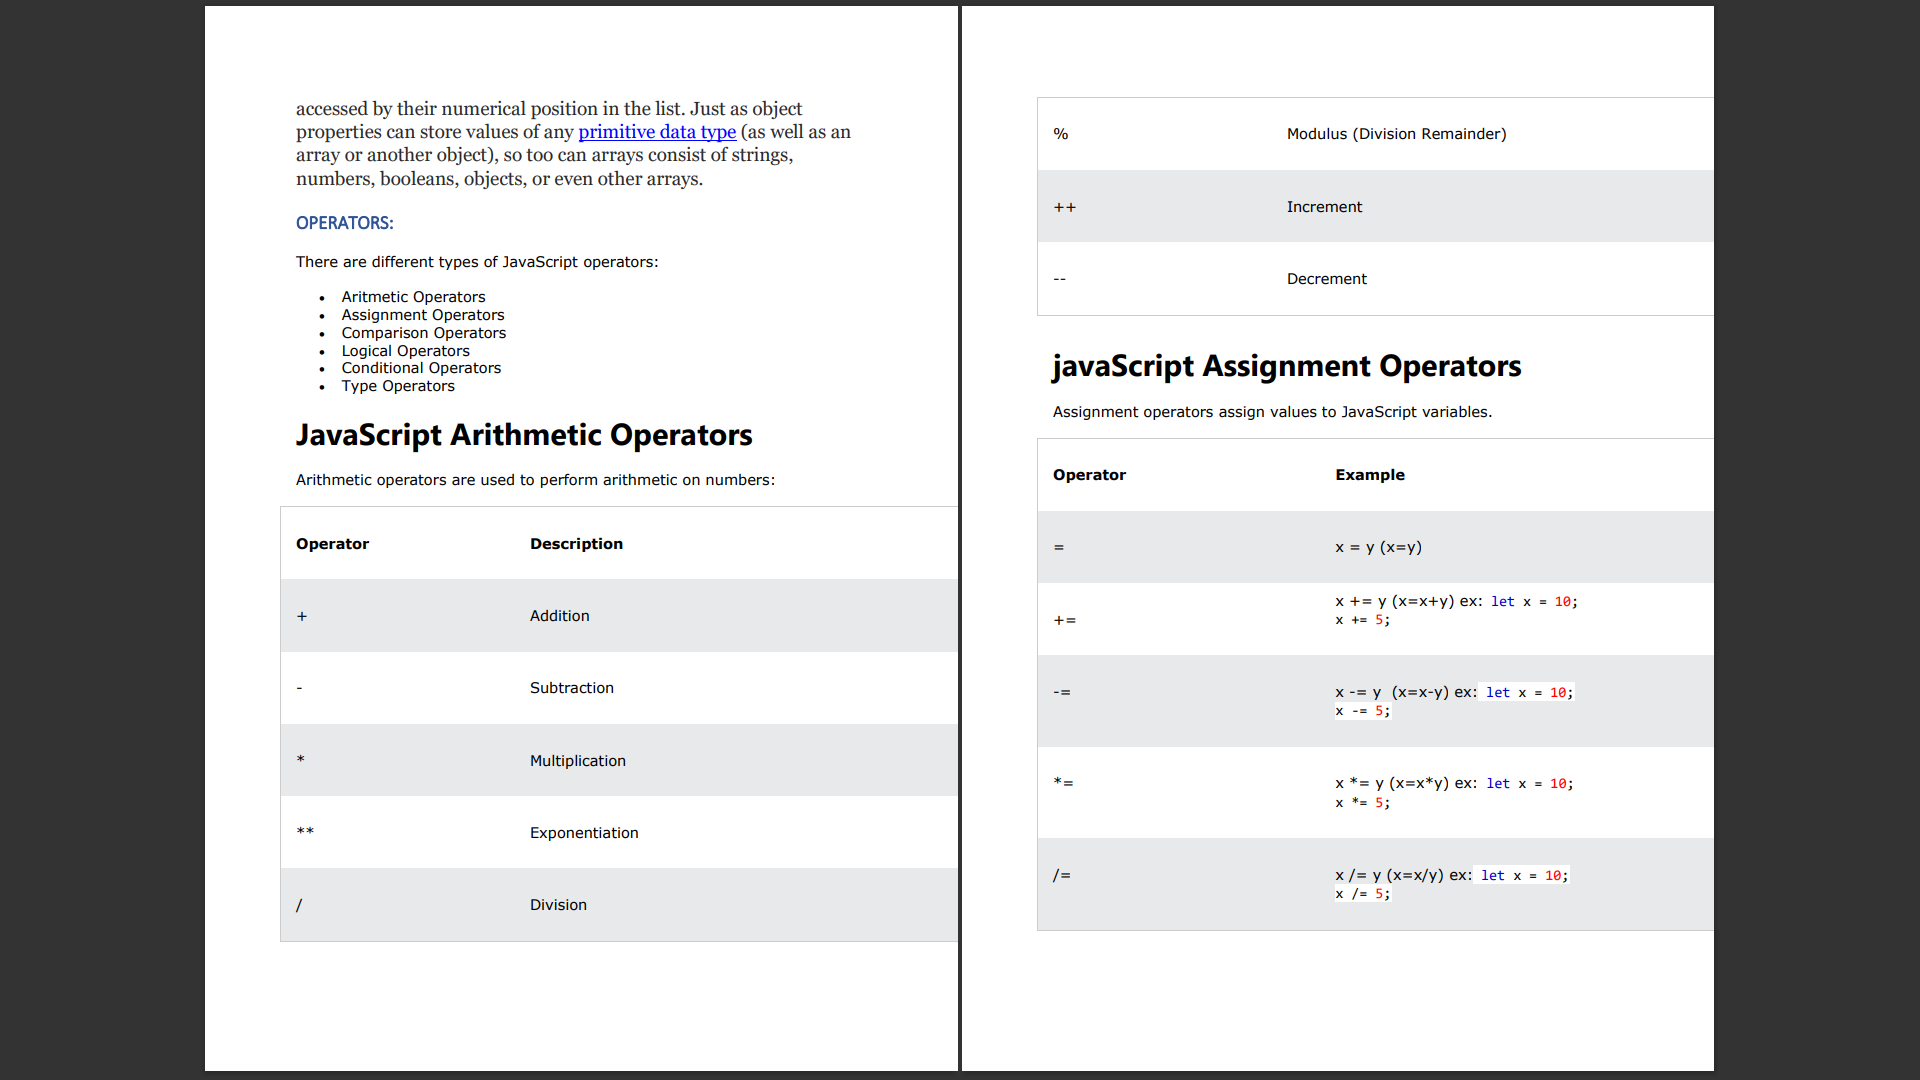 accessed by their numerical position in the list. Just as object
properties can store values of any primitive data type (as well as an
array or another object), so too can arrays consist of strings,
numbers, booleans, objects, or even other arrays.
OPERATORS:
There are different types of JavaScript operators:
• Aritmetic Operators
• Assignment Operators
• Comparison Operators
• Logical Operators
• Conditional Operators
• Type Operators
JavaScript Arithmetic Operators
Arithmetic operators are used to perform arithmetic on numbers:
Operator Description
+ Addition
- Subtraction
* Multiplication
** Exponentiation
/ Division
% Modulus (Division Remainder)
++ Increment
-- Decrement
javaScript Assignment Operators
Assignment operators assign values to JavaScript variables.
Operator Example
= x = y (x=y)
+= x += y (x=x+y) ex: let x = 10;
x += 5;
-= x -= y (x=x-y) ex: let x = 10;
x -= 5;
*= x *= y (x=x*y) ex: let x = 10;
x *= 5;
/= x /= y (x=x/y) ex: let x = 10;
x /= 5;